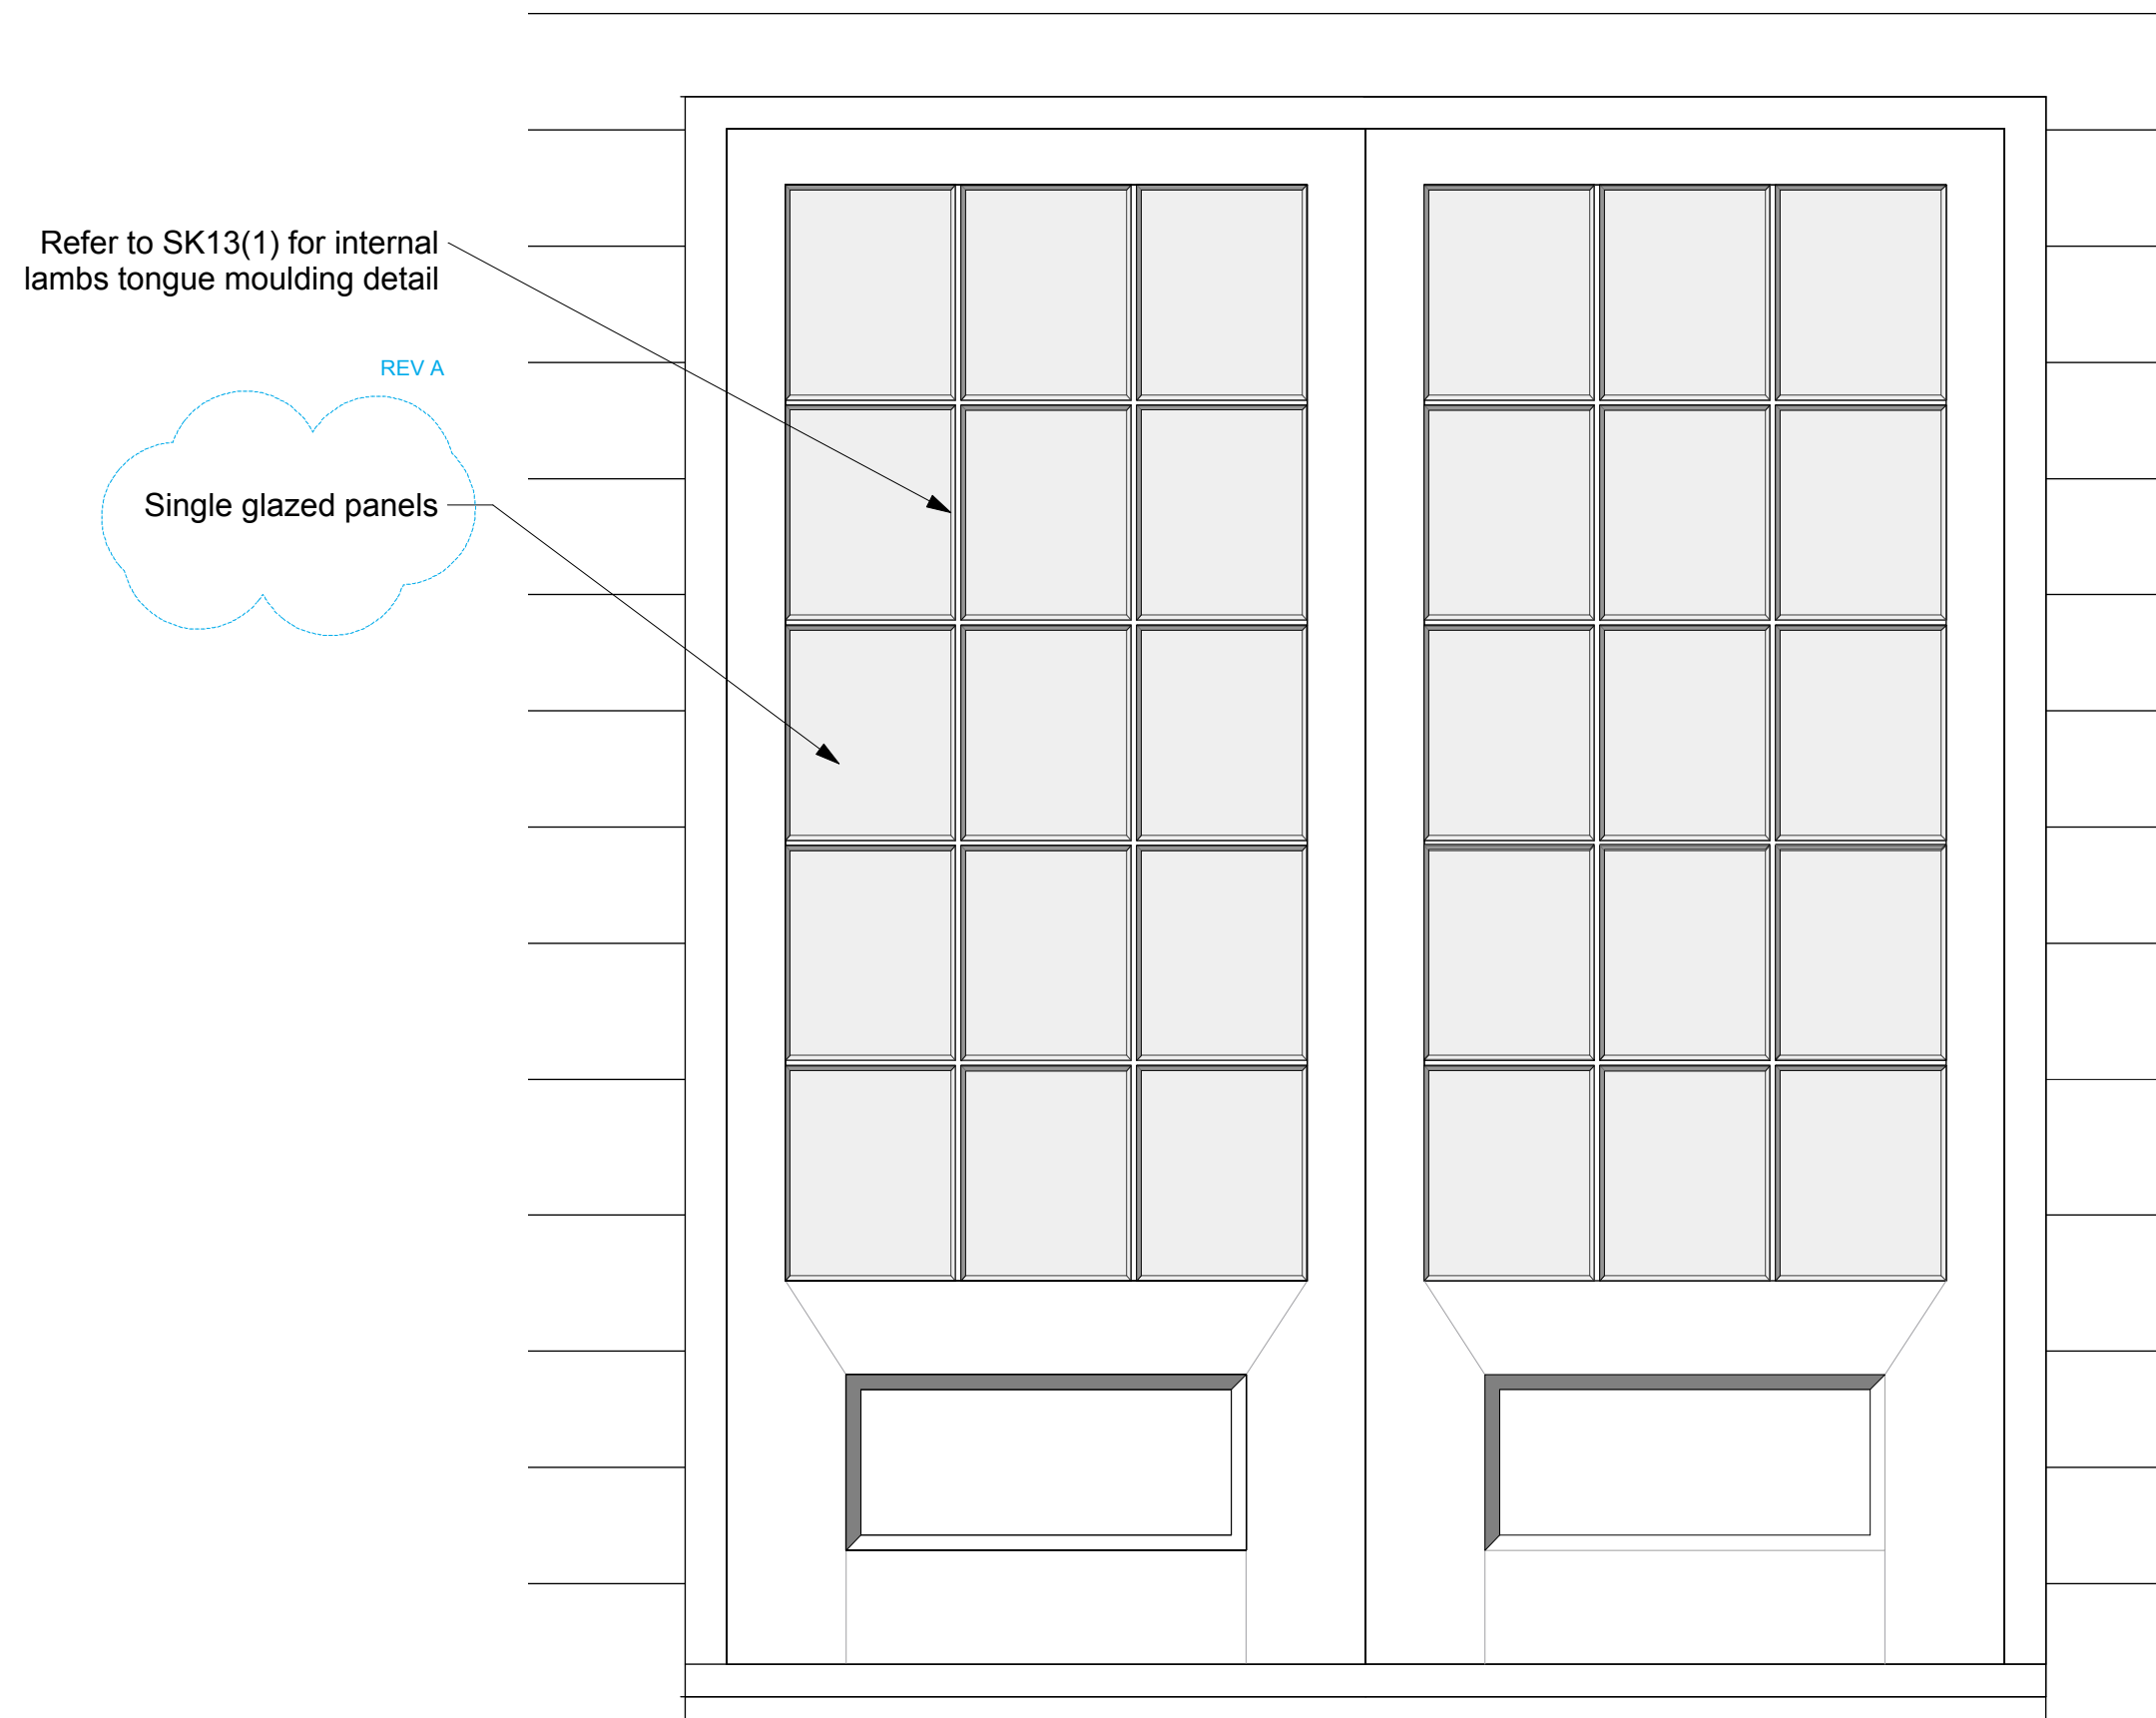 Refer to SK13(1) for internal
lambs tongue moulding detail
REV A
Single glazed panels